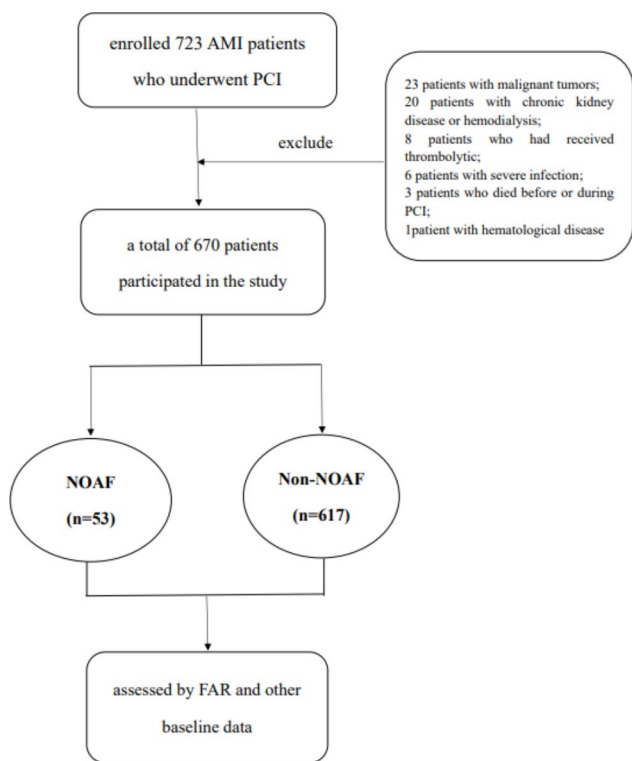 enrolled 723 AMI patients
who underwent PCI
23 patients with malignant tumors;
20 patients with chronic kidney
disease or hemodialysis;
8 patients who had received
thrombolytic;
6 patients with severe infection;
3 patients who died before or during
PCI;
1patient with hematological disease
exclude
a total of 670 patients
participated in the study
NOAF
(n=53)
Non-NOAF
(n=617)
assessed by FAR and other
baseline data